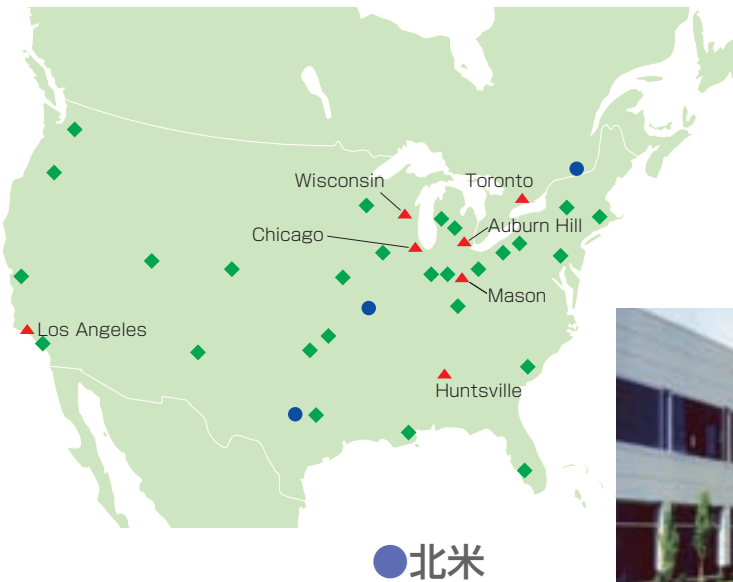 Wisconsin
Toronto
Chicago
Auburn Hill
Mason
Los Angeles
Huntsville
北米